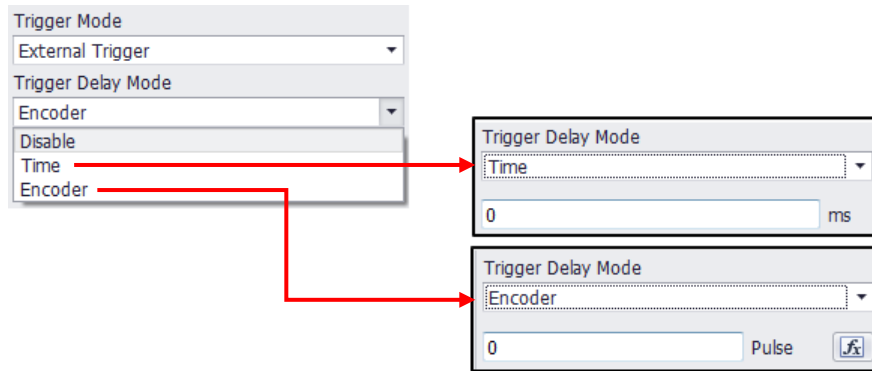 Trigger Mode
External Trigger
Trigger Delay Mode
Encoder
Disable
Time
Encoder
Trigger Delay Mode
Time
0 ms
Trigger Delay Mode
Encoder
0 Pulse fx